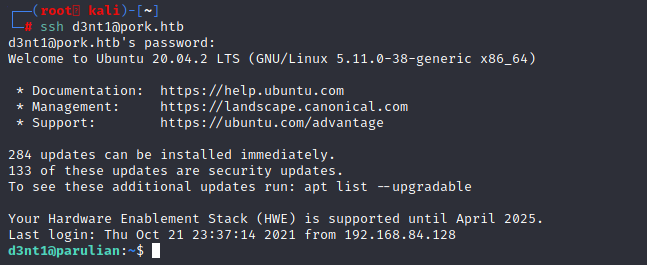 ┌──(root💀 kali)-[~]
└─# ssh d3nt1@pork.htb
d3nt1@pork.htb's password:
Welcome to Ubuntu 20.04.2 LTS (GNU/Linux 5.11.0-38-generic x86_64)
* Documentation:  https://help.ubuntu.com
* Management:     https://landscape.canonical.com
* Support:        https://ubuntu.com/advantage
284 updates can be installed immediately.
133 of these updates are security updates.
To see these additional updates run: apt list --upgradable
Your Hardware Enablement Stack (HWE) is supported until April 2025.
Last login: Thu Oct 21 23:37:14 2021 from 192.168.84.128
d3nt1@parulian:~$